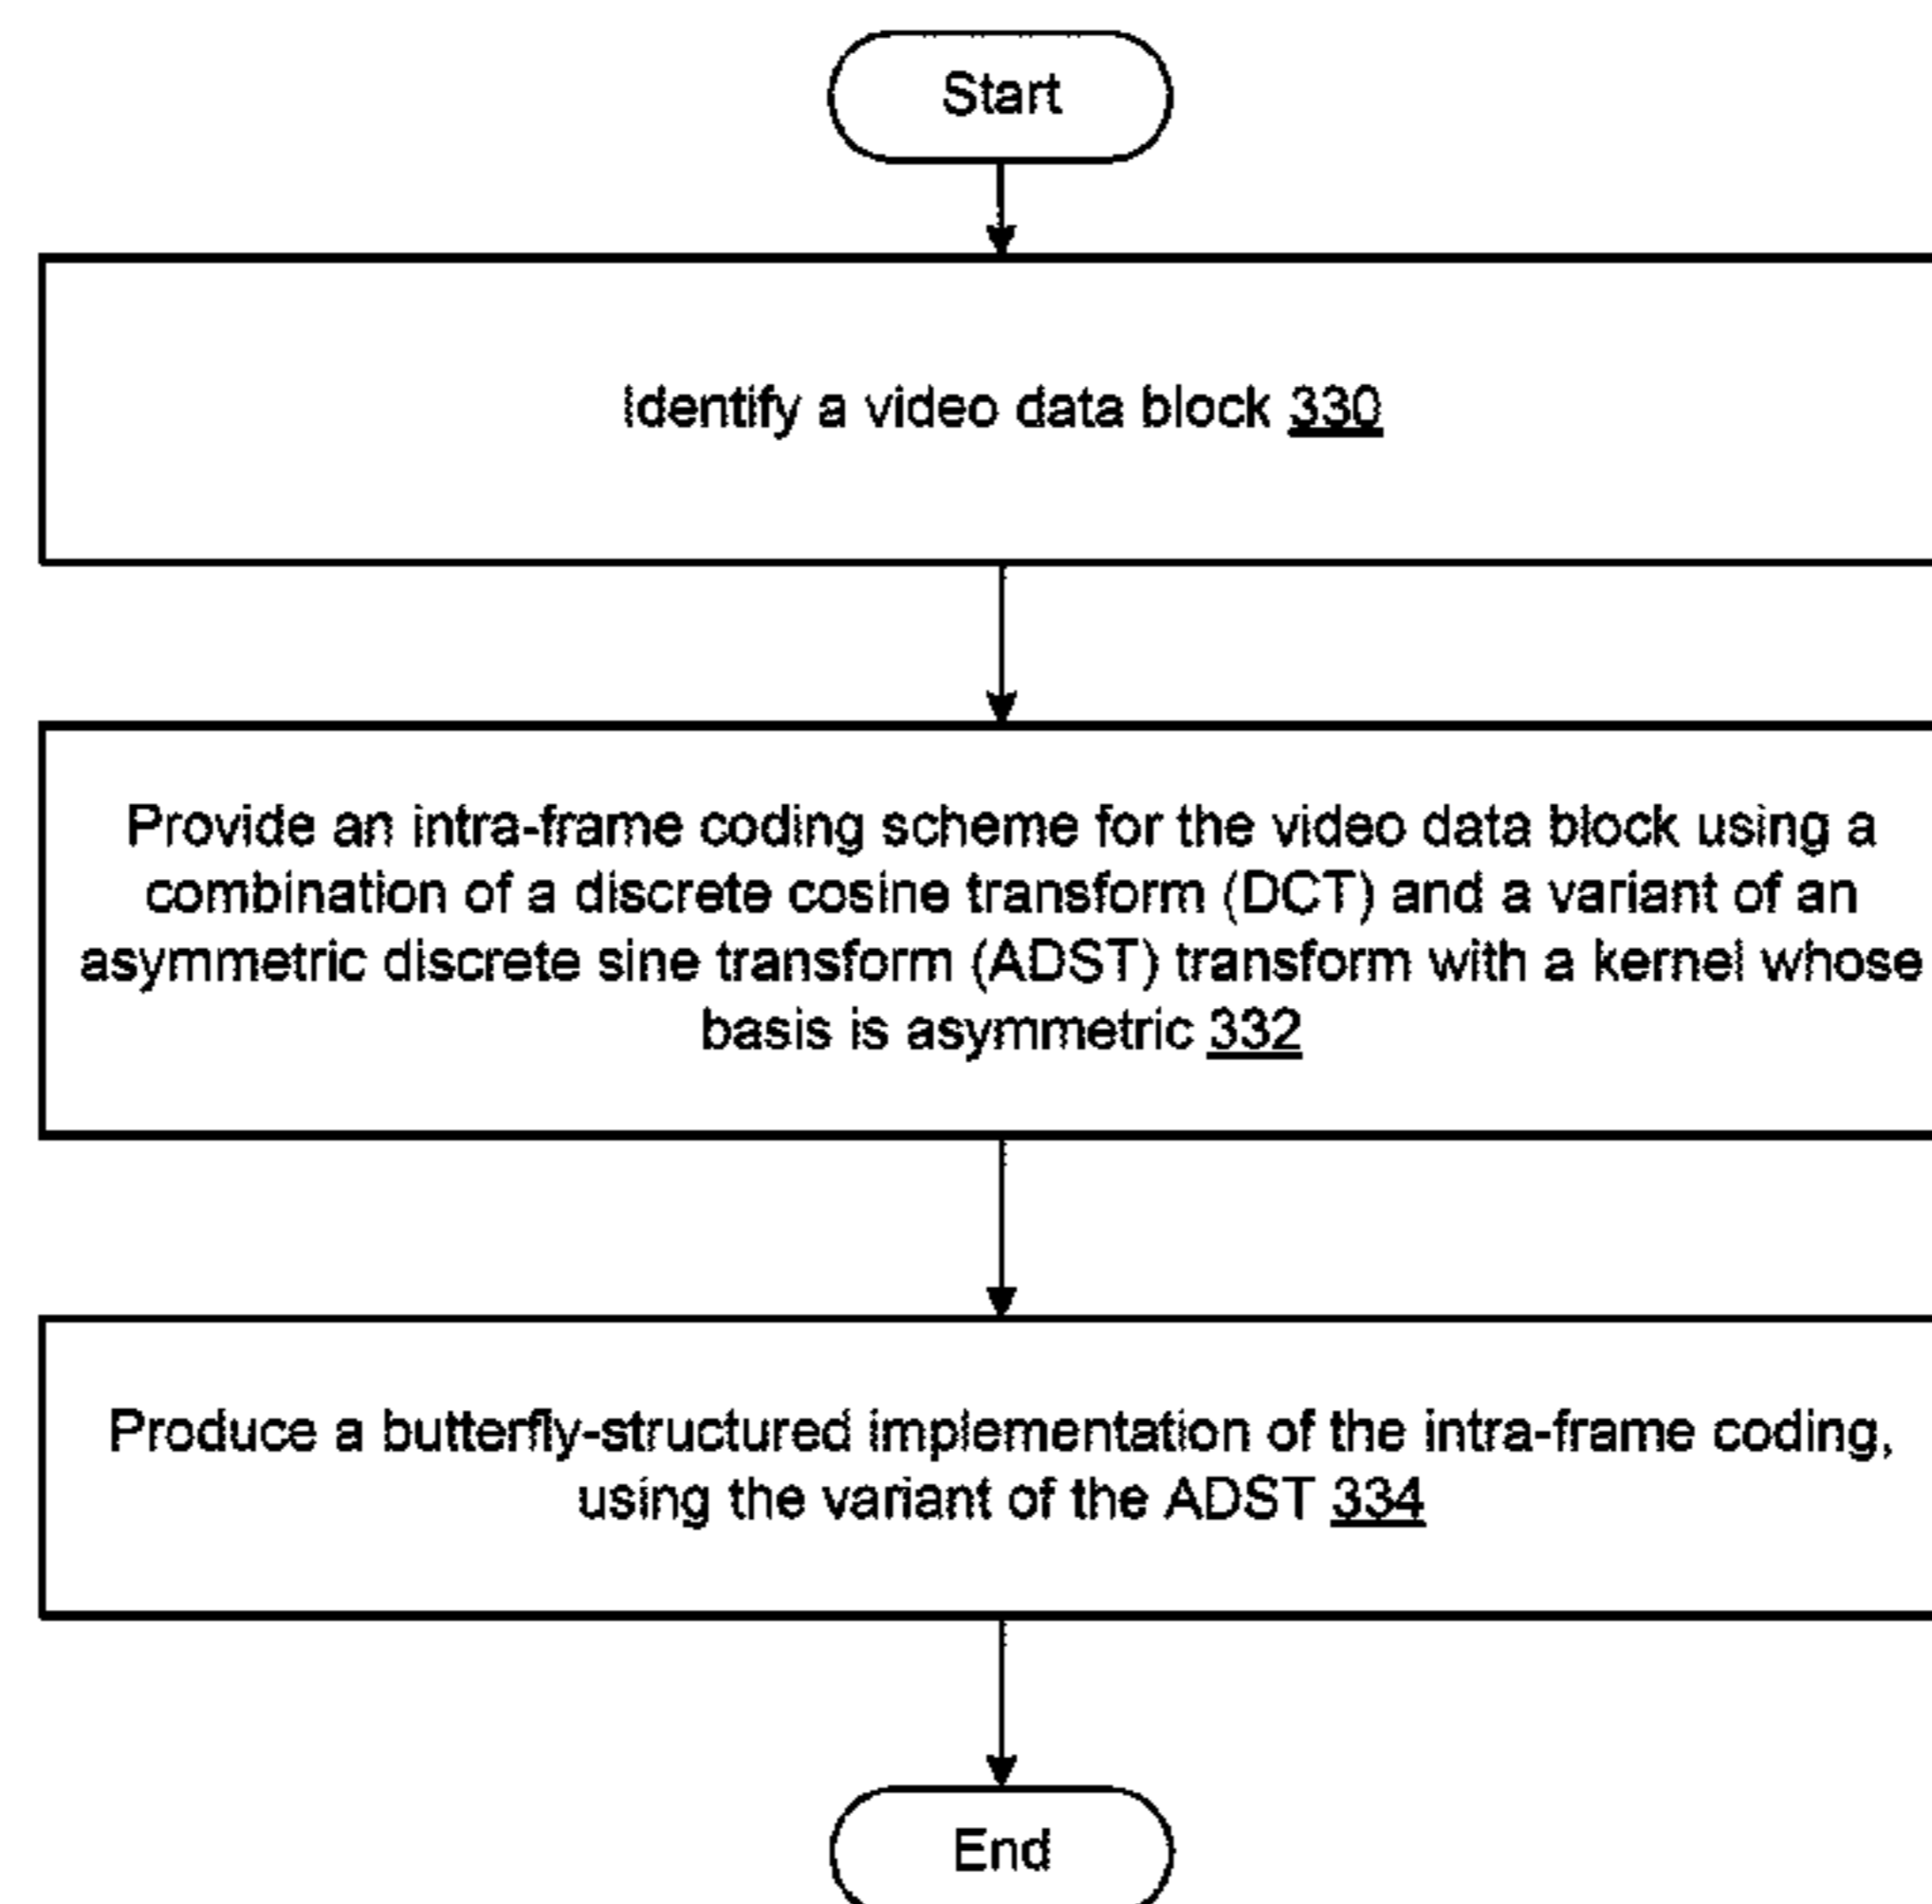 Start
Identify a video data block 330
Provide an intra-frame coding scheme for the video data block using a
combination of a discrete cosine transform (DCT) and a variant of an
asymmetric discrete sine transform (ADST) transform with a kernel whose
basis is asymmetric 332
Produce a butterfly-structured implementation of the intra-frame coding,
using the variant of the ADST 334
End